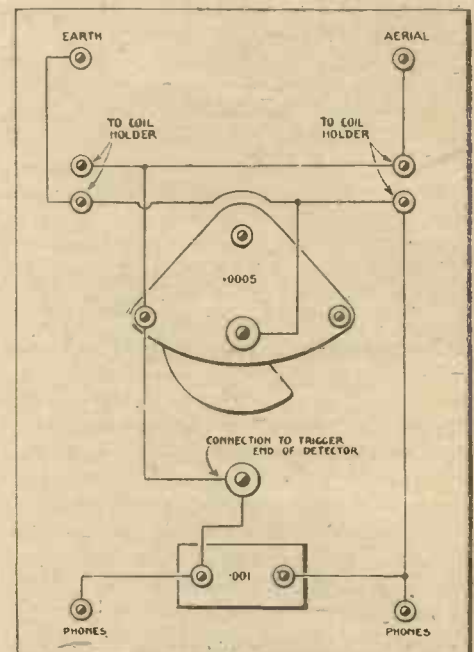 EARTH
AERIAL
TO COIL
HOLDER
TO COIL
HOLDER
.0005
CONNECTION TO TRIGGER
END OF DETECTOR
.001
PHONES
PHONES